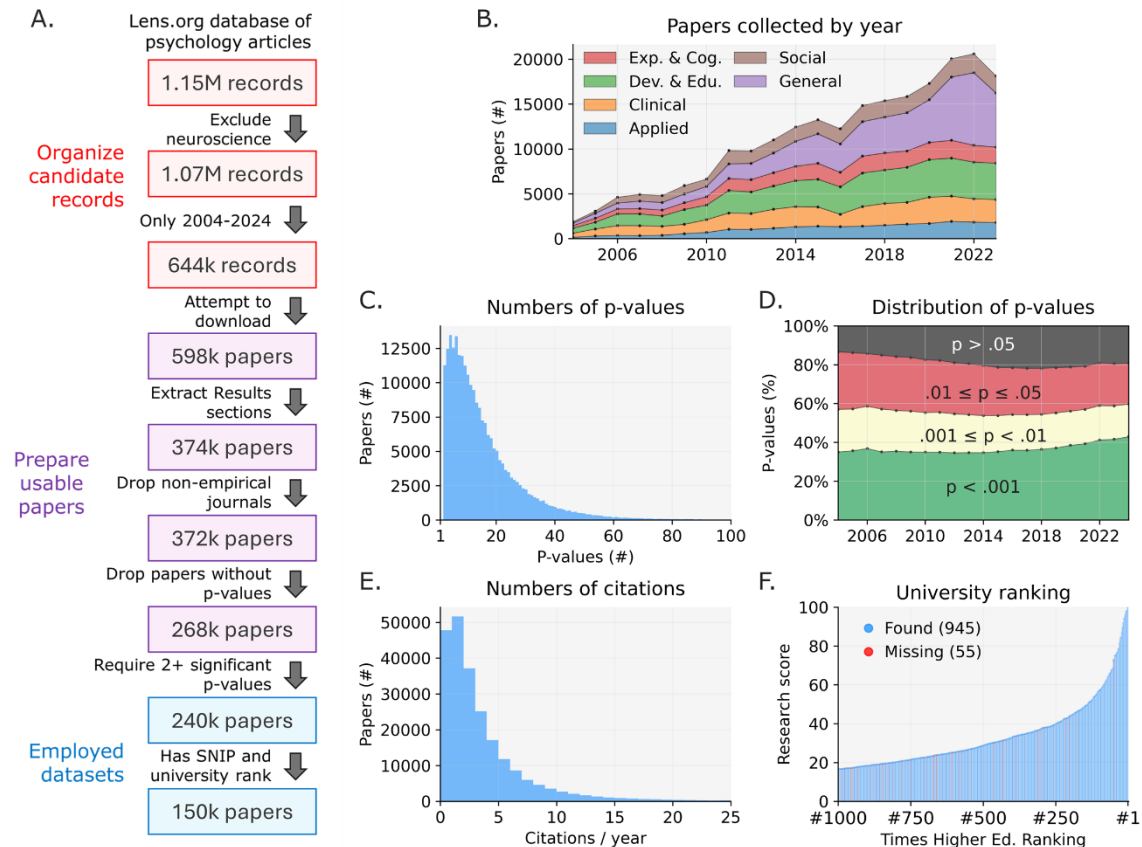 A.
Lens.org database of
psychology articles
1.15M records
Exclude
neuroscience
Organize
candidate
records
1.07M records
Only 2004-2024
644k records
Attempt to
download
598k papers
Extract Results
sections
374k papers
Prepare
usable
papers
Drop non-empirical
journals
372k papers
Drop papers without
p-values
268k papers
Require 2+ significant
p-values
240k papers
Employed
datasets
Has SNIP and
university rank
150k papers
B.
Papers collected by year
Papers (#)
20000
15000
10000
5000
0
Exp. & Cog.
Dev. & Edu.
Clinical
Applied
Social
General
2006 2010 2014 2018 2022
C.
Numbers of p-values
Papers (#)
12500
10000
7500
5000
2500
0
1 20 40 60 80 100
P-values (#)
D.
Distribution of p-values
P-values (%)
100%
80%
60%
40%
20%
0%
p > .05
.01 ≤ p ≤ .05
.001 ≤ p < .01
p < .001
2006 2010 2014 2018 2022
E.
Numbers of citations
Papers (#)
50000
40000
30000
20000
10000
0
0 5 10 15 20 25
Citations / year
F.
University ranking
Research score
100
80
60
40
20
0
Found (945)
Missing (55)
#1000 #750 #500 #250 #1
Times Higher Ed. Ranking